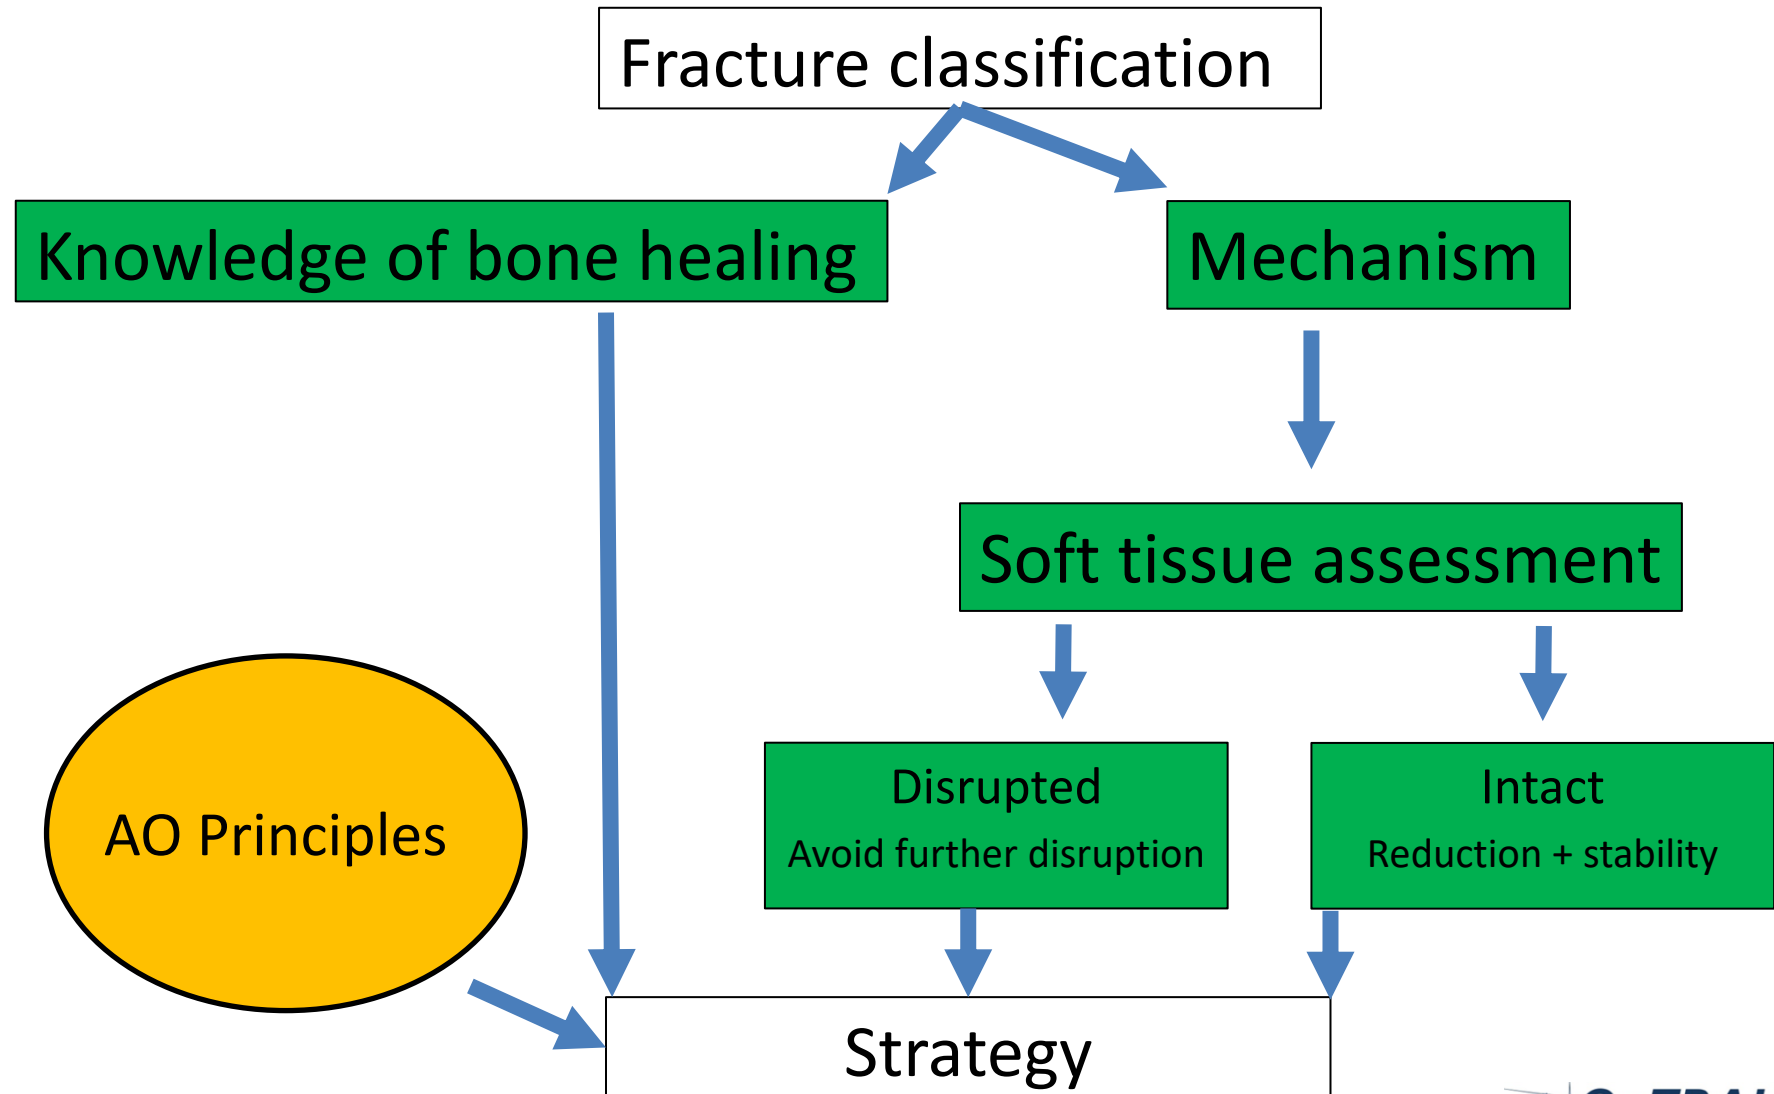 Fracture classification
Knowledge of bone healing
Mechanism
Soft tissue assessment
Disrupted
Avoid further disruption
Intact
Reduction + stability
AO Principles
Strategy